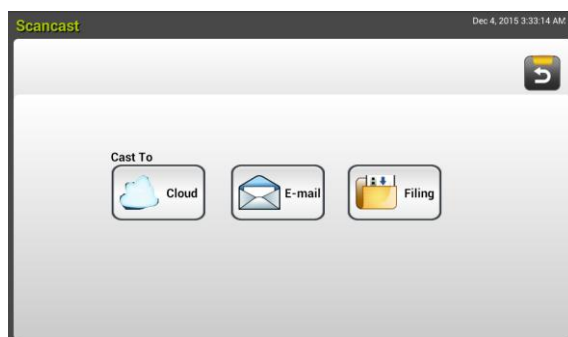 Scancast
Dec 4, 2015 3:33:14 AM
Cast To
Cloud
E-mail
Filing